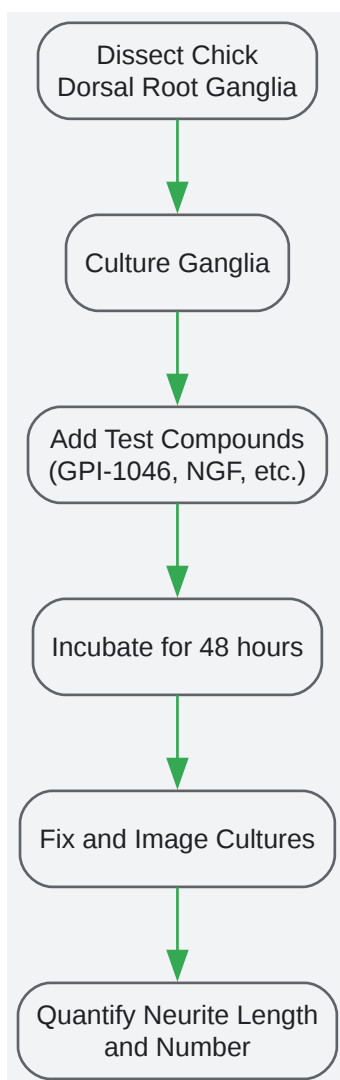 Dissect Chick
Dorsal Root Ganglia
Culture Ganglia
Add Test Compounds
(GPI-1046, NGF, etc.)
Incubate for 48 hours
Fix and Image Cultures
Quantify Neurite Length
and Number